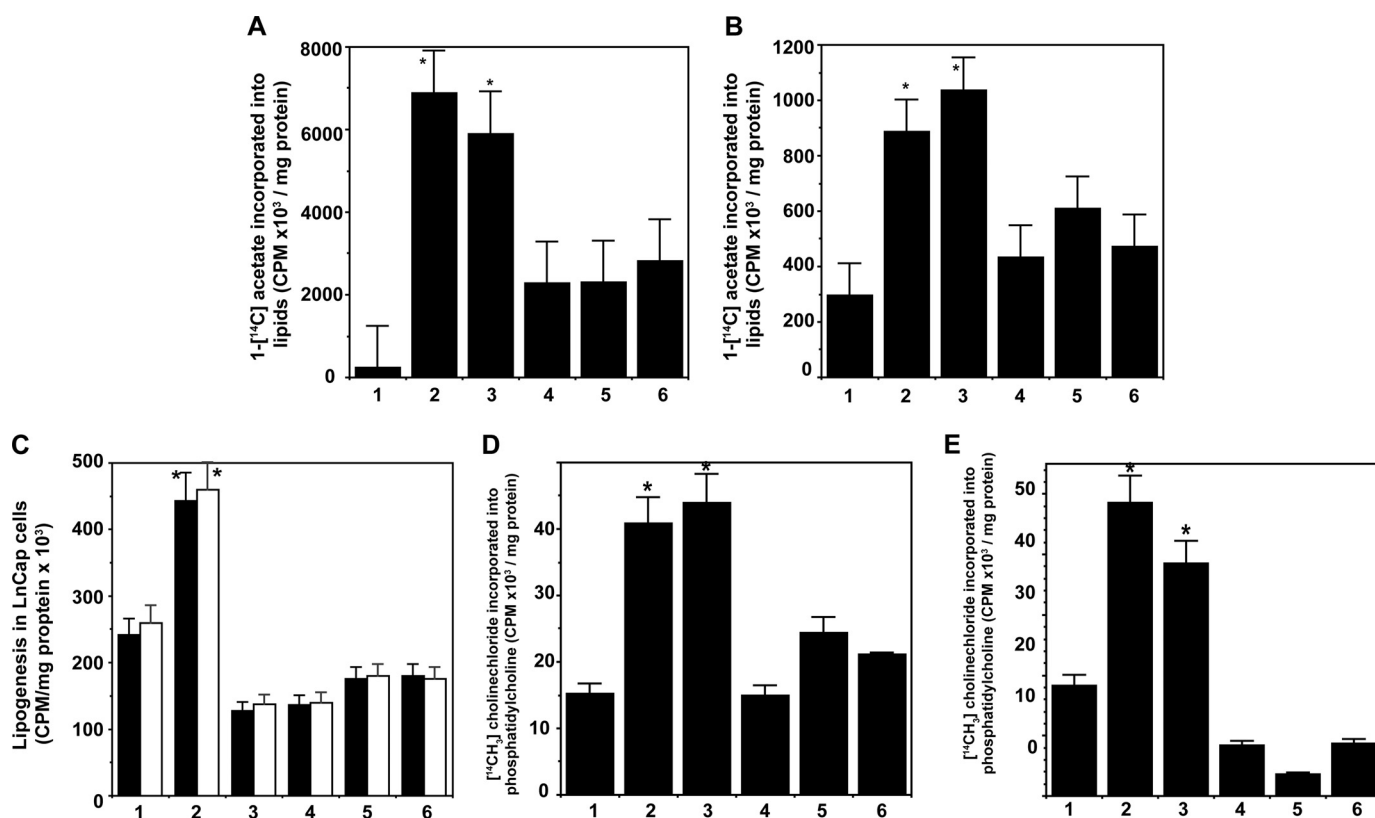 A
1-[¹⁴C] acetate incorporated into
lipids (CPM x10³ / mg protein)
8000
6000
4000
2000
0
*
*
1 2 3 4 5 6
B
1-[¹⁴C] acetate incorporated into
lipids (CPM x10³ / mg protein)
1200
1000
800
600
400
200
0
*
*
1 2 3 4 5 6
C
Lipogenesis in LnCap cells
(CPM/mg proptein x 10³)
500
400
300
200
100
0
* *
1 2 3 4 5 6
D
[¹⁴CH₃] cholinechloride incorporated into
phosphatidylcholine (CPM x10³ / mg protein)
40
30
20
10
0
*
*
1 2 3 4 5 6
E
[¹⁴CH₃] cholinechloride incorporated into
phosphatidylcholine (CPM x10³ / mg protein)
50
40
30
20
10
0
*
*
1 2 3 4 5 6